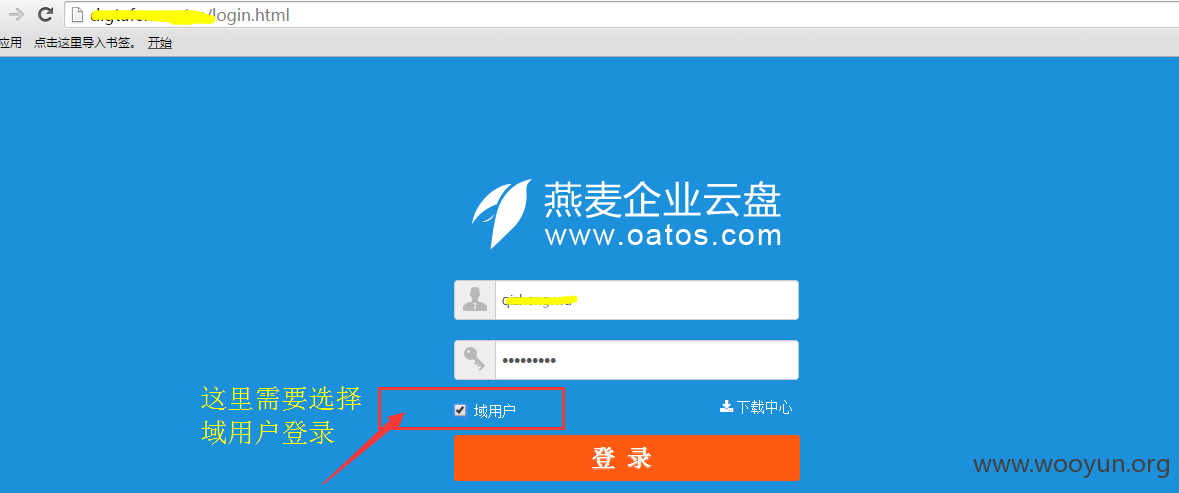 /login.html
应用 点击这里导入书签。 开始
燕麦企业云盘
www.oatos.com
•••••••••
这里需要选择
域用户登录
域用户
下载中心
登 录
www.wooyun.org